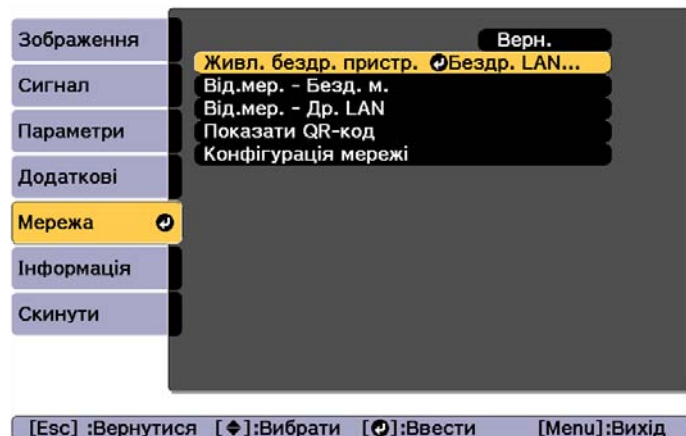 Зображення
Сигнал
Параметри
Додаткові
Мережа
Інформація
Скинути
Верн.
Живл. бездр. пристр. Бездр. LAN...
Від.мер. - Безд. м.
Від.мер. - Др. LAN
Показати QR-код
Конфігурація мережі
[Esc] :Вернутися [ ]:Вибрати [ ]:Ввести [Menu]:Вихід